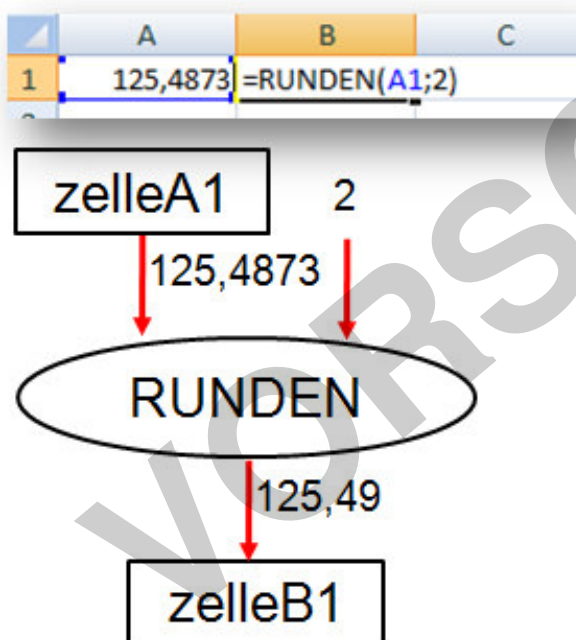 A B C
1 125,4873 =RUNDEN(A1;2)
zelleA1 2
125,4873
RUNDEN
125,49
zelleB1
VORSC